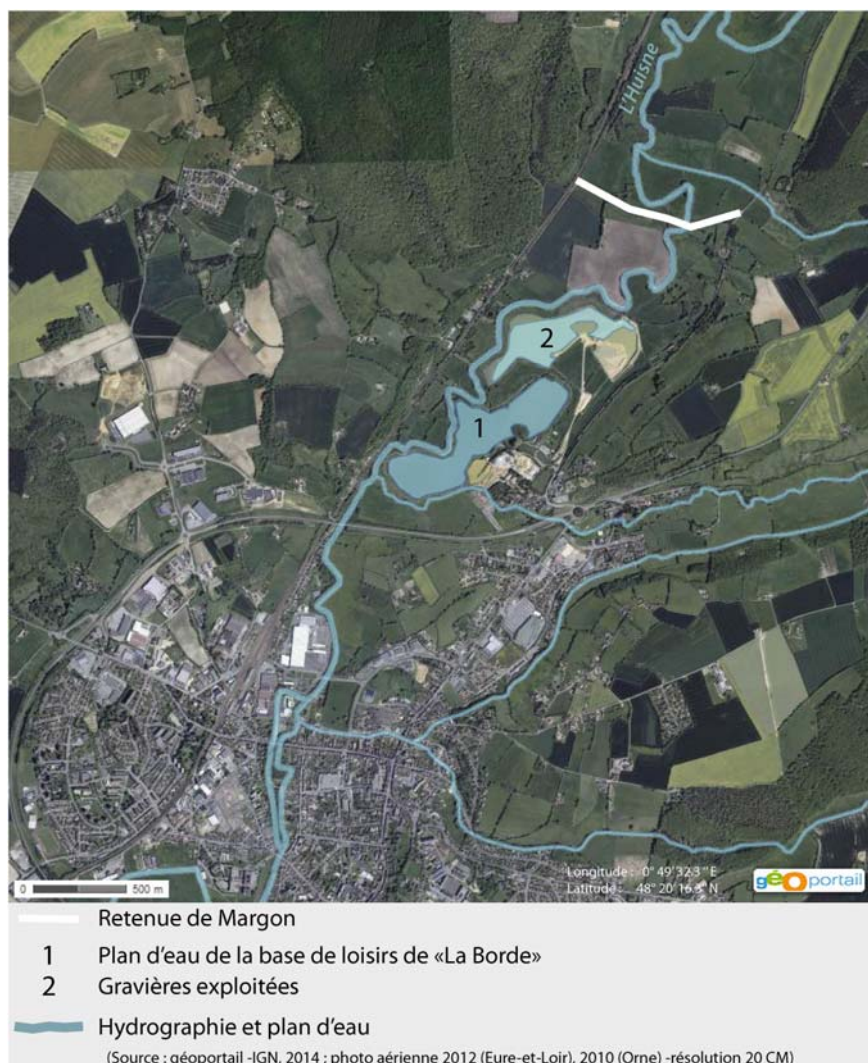 L'Huisne
2
1
0 500 m
Longitude : 0° 49' 32.3" E
Latitude : 48° 20' 16.3" N
géoportail
Retenue de Margon
1 Plan d'eau de la base de loisirs de «La Borde»
2 Gravières exploitées
Hydrographie et plan d'eau
(Source : géoportail -IGN, 2014 ; photo aérienne 2012 (Eure-et-Loir), 2010 (Orne) -résolution 20 CM)